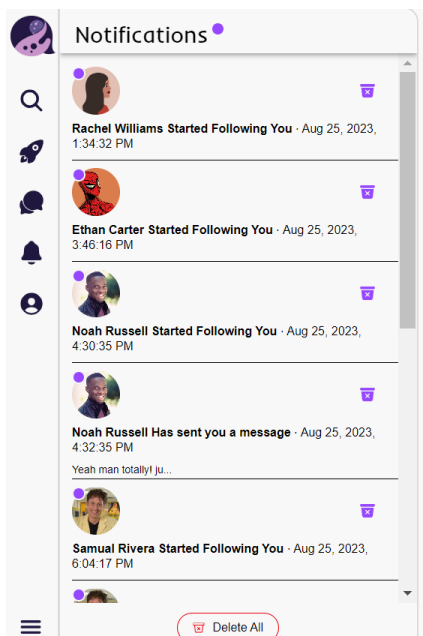 Notifications
Rachel Williams Started Following You · Aug 25, 2023,
1:34:32 PM
Ethan Carter Started Following You · Aug 25, 2023,
3:46:16 PM
Noah Russell Started Following You · Aug 25, 2023,
4:30:35 PM
Noah Russell Has sent you a message · Aug 25, 2023,
4:32:35 PM
Yeah man totally! ju...
Samual Rivera Started Following You · Aug 25, 2023,
6:04:17 PM
Delete All